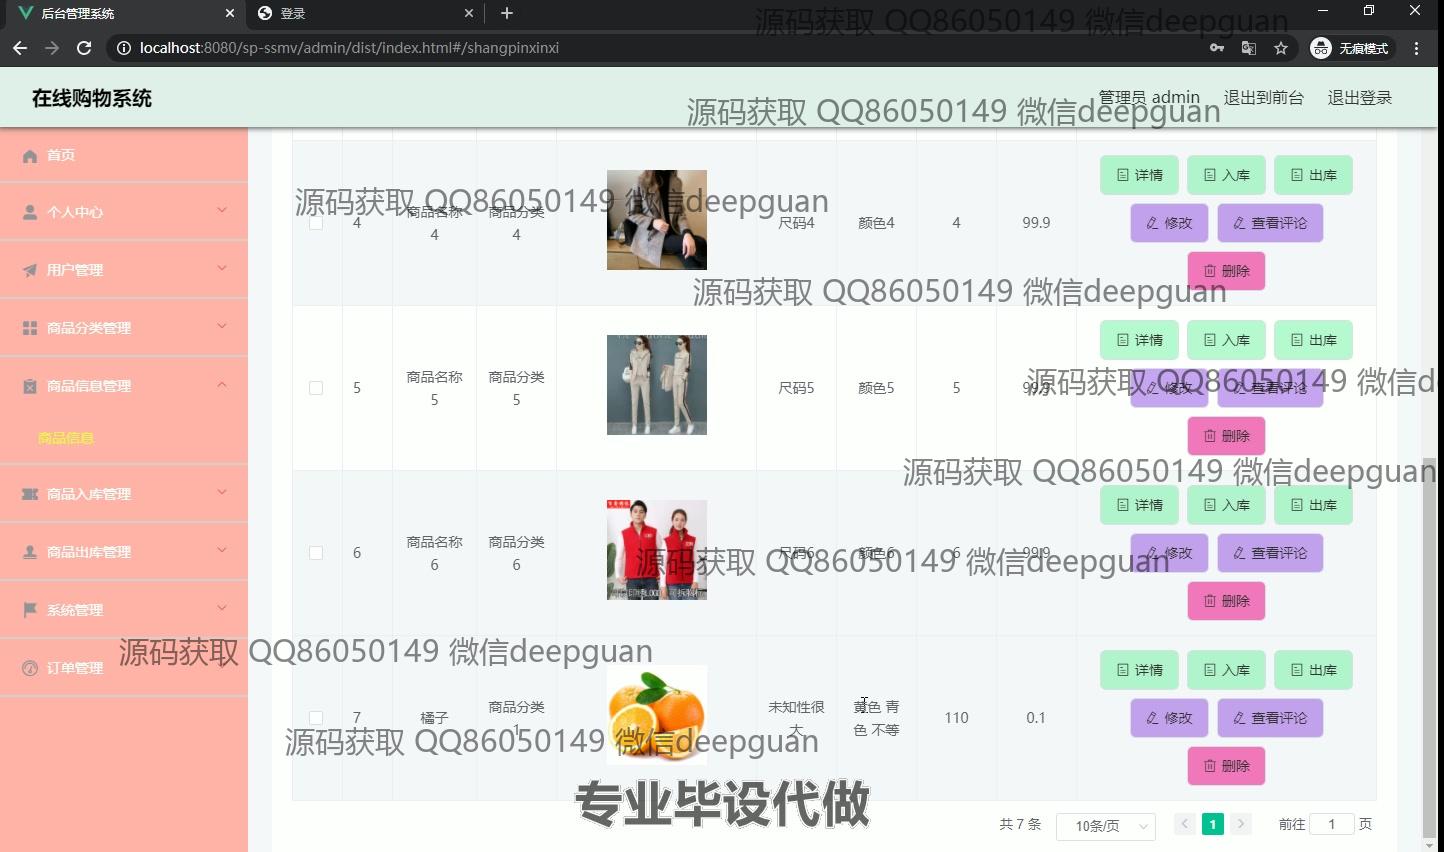 后台管理系统
登录
localhost:8080/sp-ssmv/admin/dist/index.html#/shangpinxinxi
无痕模式
源码获取 QQ86050149 微信deepguan
在线购物系统
管理员 admin
退出到前台
退出登录
源码获取 QQ86050149 微信deepguan
首页
个人中心
用户管理
商品分类管理
商品信息管理
商品信息
商品入库管理
商品出库管理
系统管理
订单管理
源码获取 QQ86050149 微信deepguan
4
商品名称
4
商品分类
4
尺码4
颜色4
4
99.9
详情
入库
出库
修改
查看评论
删除
源码获取 QQ86050149 微信deepguan
5
商品名称
5
商品分类
5
尺码5
颜色5
5
99.9
详情
入库
出库
修改
查看评论
删除
源码获取 QQ86050149 微信d
源码获取 QQ86050149 微信deepguan
6
商品名称
6
商品分类
6
尺码6
颜色6
6
99.9
详情
入库
出库
修改
查看评论
删除
源码获取 QQ86050149 微信deepguan
源码获取 QQ86050149 微信deepguan
7
橘子
商品分类
1
未知性很
大
黄色 青
色 不等
110
0.1
详情
入库
出库
修改
查看评论
删除
源码获取 QQ86050149 微信deepguan
专业毕设代做
共 7 条
10条/页
1
前往
1
页